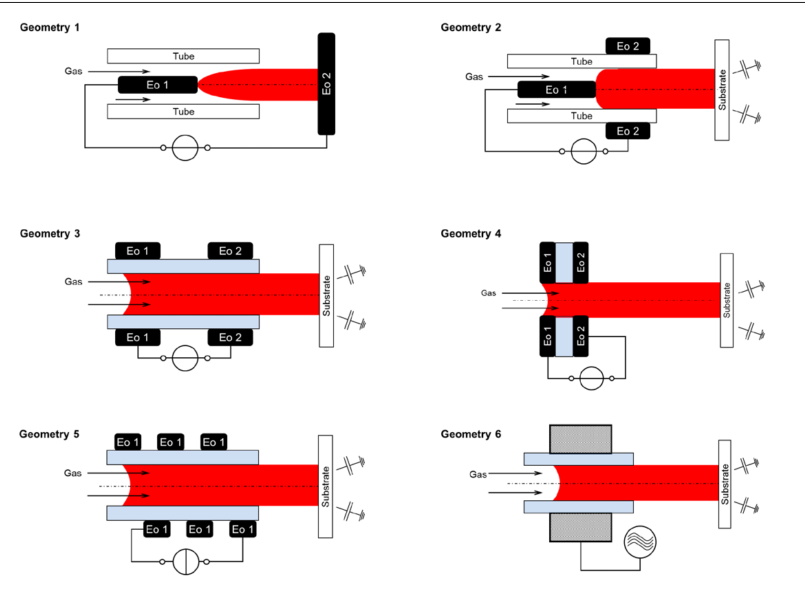 Geometry 1
Tube
Gas
Eo 1
Tube
Eo 2
Geometry 2
Eo 2
Tube
Gas
Eo 1
Tube
Eo 2
Substrate
Geometry 3
Eo 1 Eo 2
Gas
Eo 1 Eo 2
Substrate
Geometry 4
Eo 1 Eo 2
Gas
Eo 1 Eo 2
Substrate
Geometry 5
Eo 1 Eo 1 Eo 1
Gas
Eo 1 Eo 1 Eo 1
Substrate
Geometry 6
Gas
Substrate